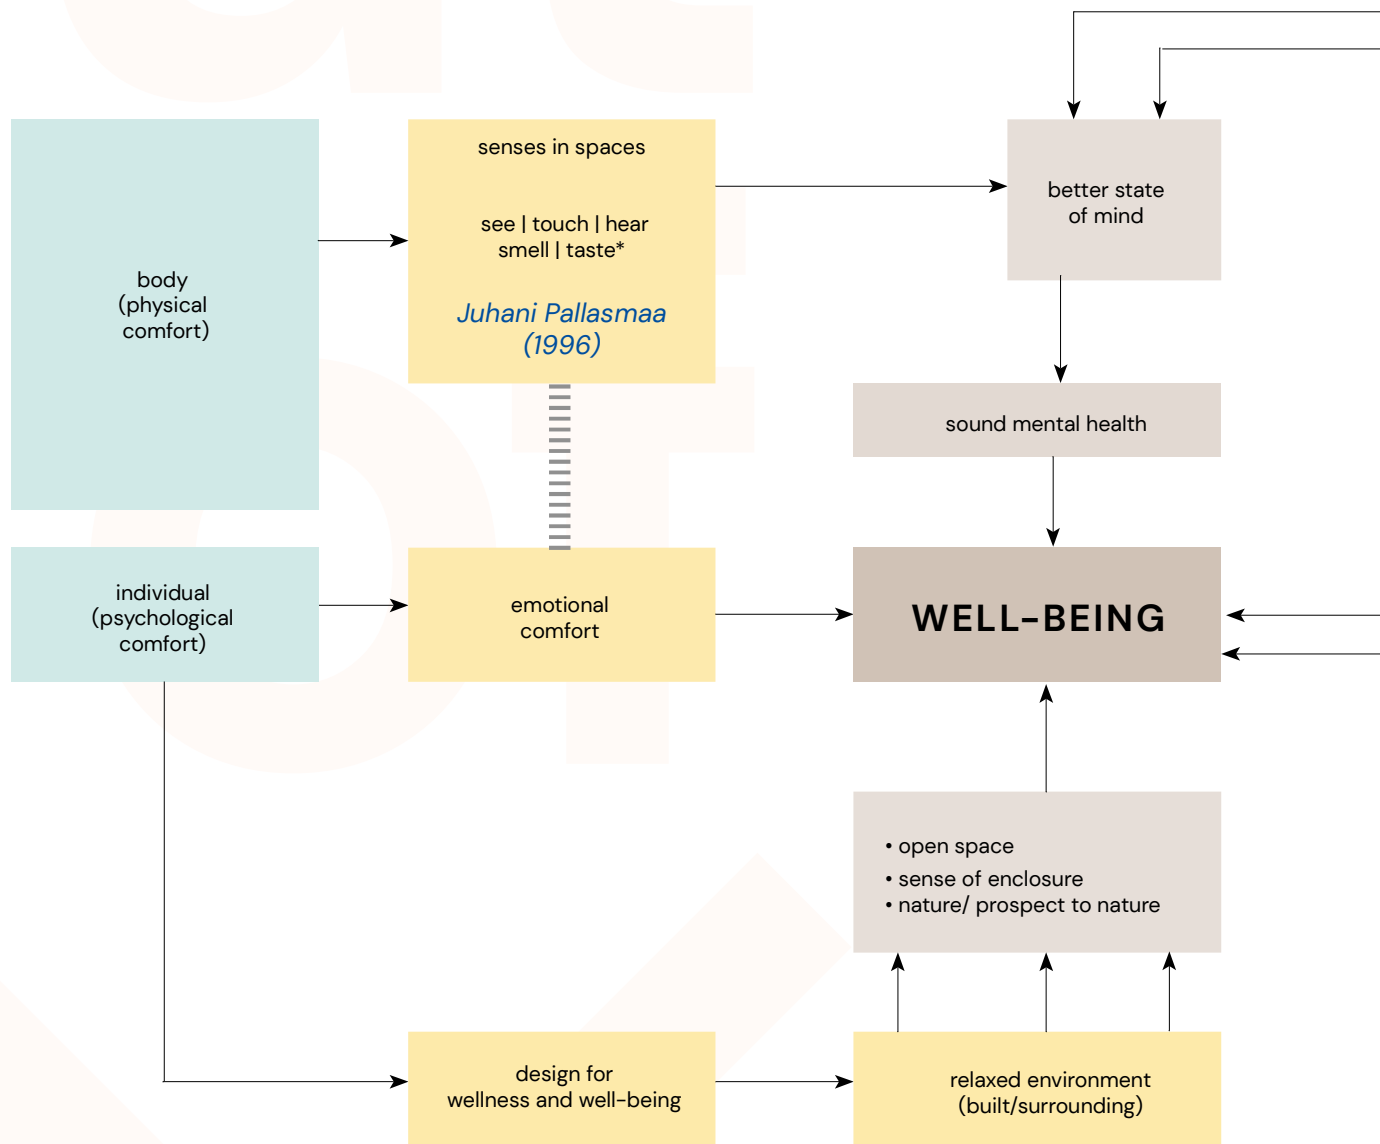 senses in spaces
see | touch | hear
smell | taste*
Juhani Pallasmaa
(1996)
better state
of mind
body
(physical
comfort)
sound mental health
individual
(psychological
comfort)
emotional
comfort
WELL-BEING
• open space
• sense of enclosure
• nature/ prospect to nature
design for
wellness and well-being
relaxed environment
(built/surrounding)